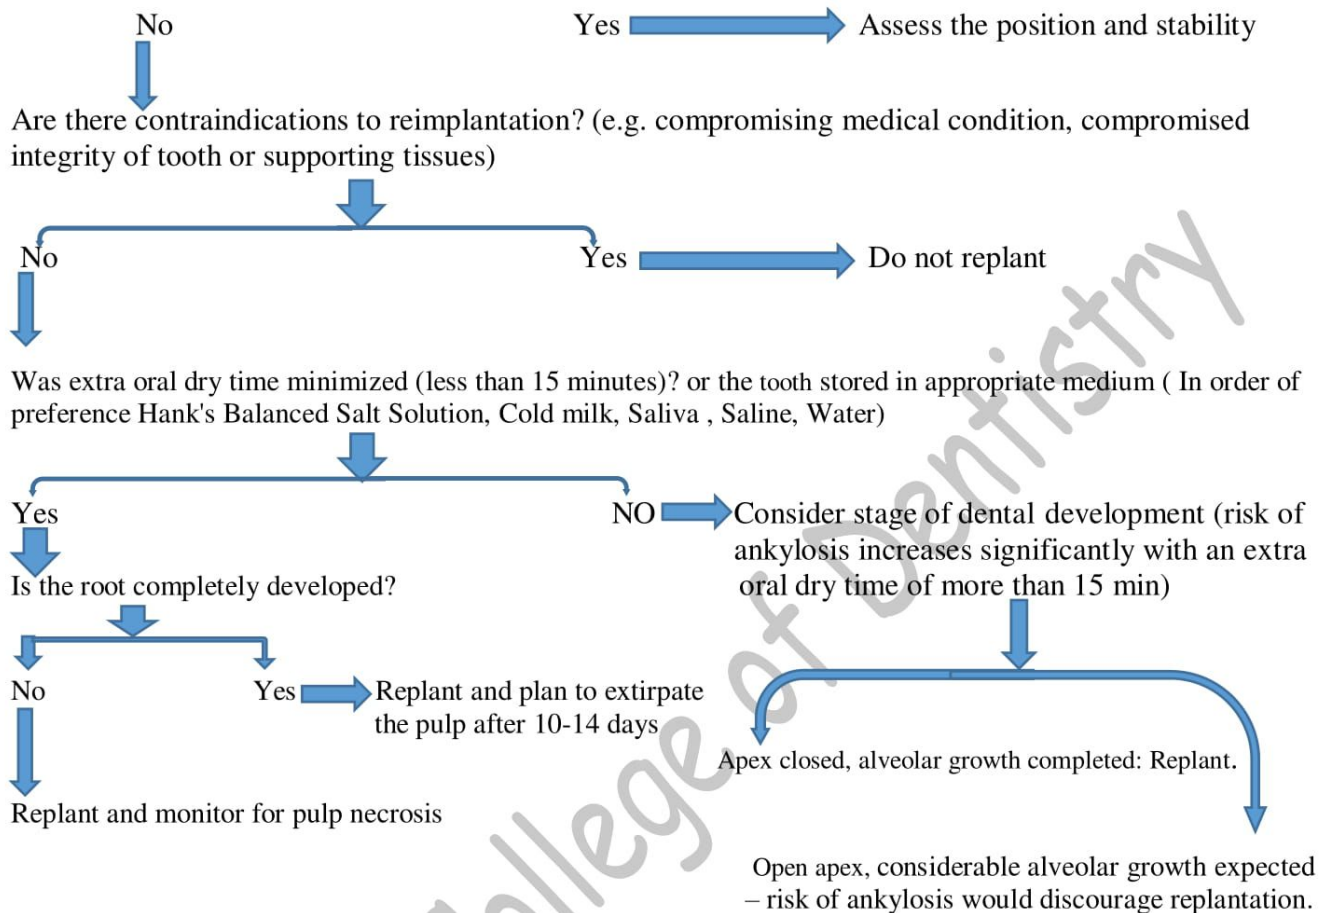 No
Yes Assess the position and stability
Are there contraindications to reimplantation? (e.g. compromising medical condition, compromised
integrity of tooth or supporting tissues)
No
Yes Do not replant
Was extra oral dry time minimized (less than 15 minutes)? or the tooth stored in appropriate medium ( In order of
preference Hank's Balanced Salt Solution, Cold milk, Saliva , Saline, Water)
Yes
NO Consider stage of dental development (risk of
ankylosis increases significantly with an extra
oral dry time of more than 15 min)
Is the root completely developed?
No
Yes Replant and plan to extirpate
the pulp after 10-14 days
Replant and monitor for pulp necrosis
Apex closed, alveolar growth completed: Replant.
Open apex, considerable alveolar growth expected
– risk of ankylosis would discourage replantation.
College of Dentistry